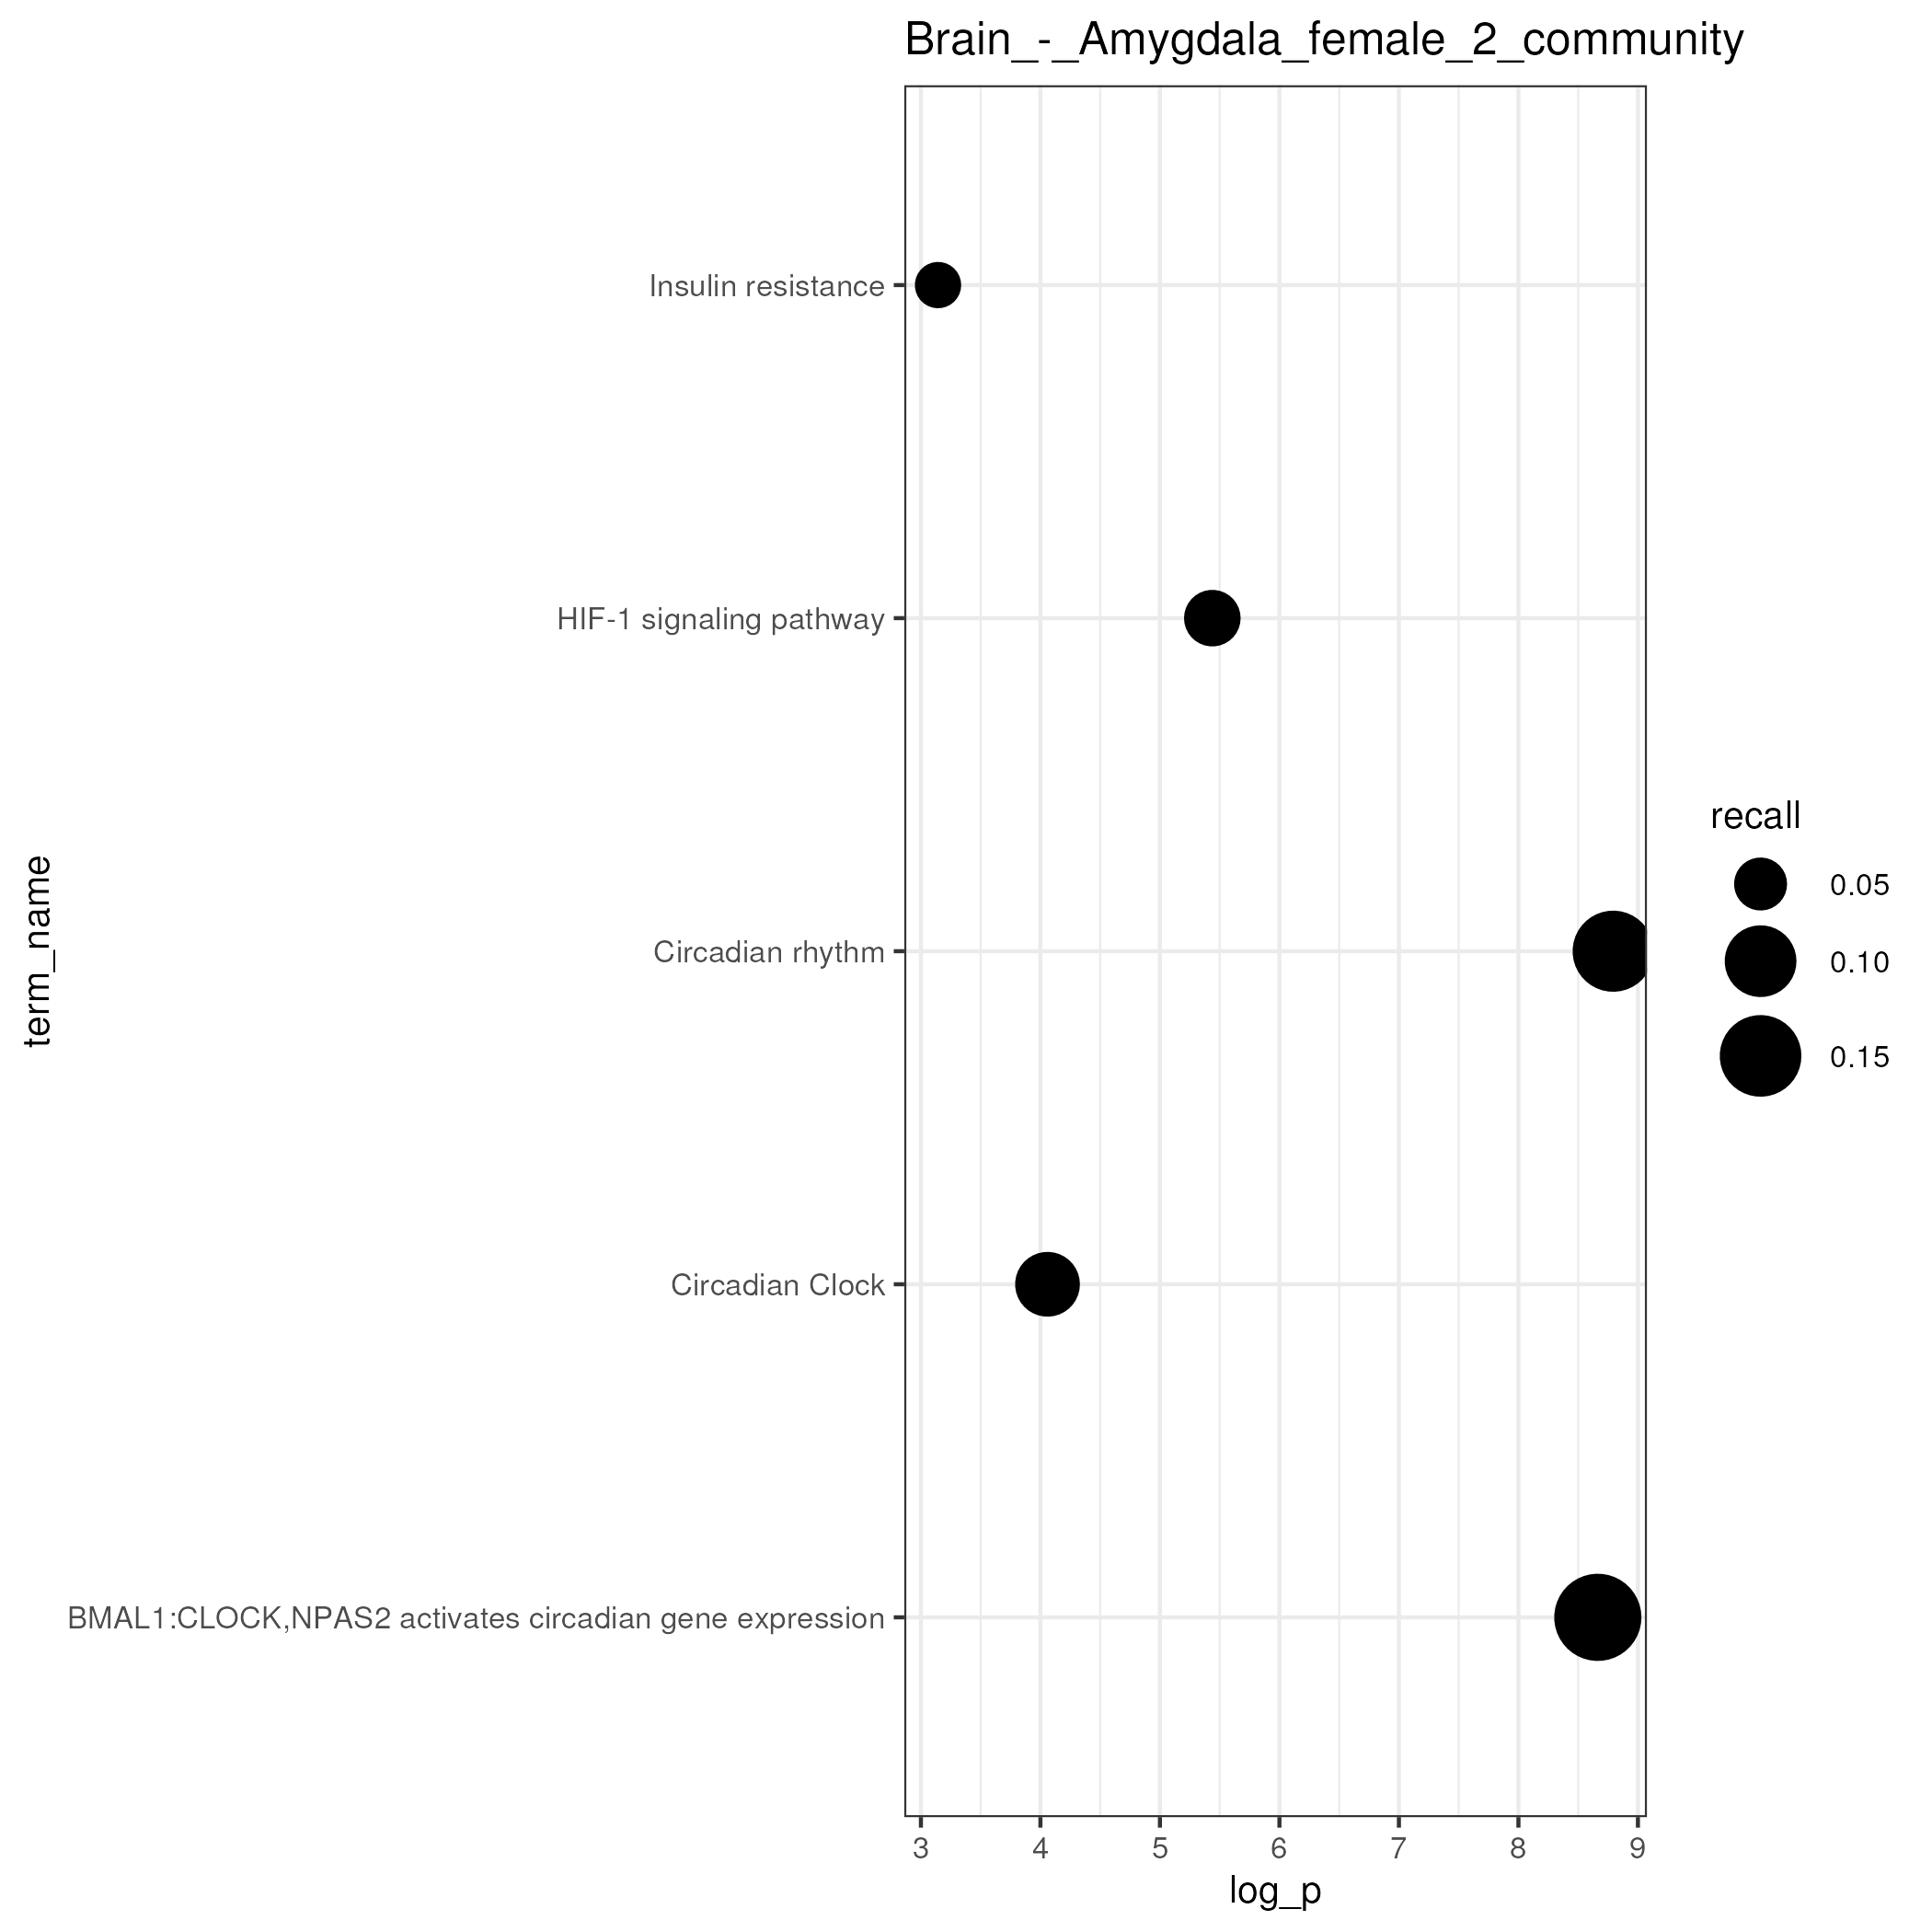 Brain_-_Amygdala_female_2_community
Insulin resistance
HIF-1 signaling pathway
Circadian rhythm
Circadian Clock
BMAL1:CLOCK,NPAS2 activates circadian gene expression
term_name
3 4 5 6 7 8 9
log_p
recall
0.05
0.10
0.15